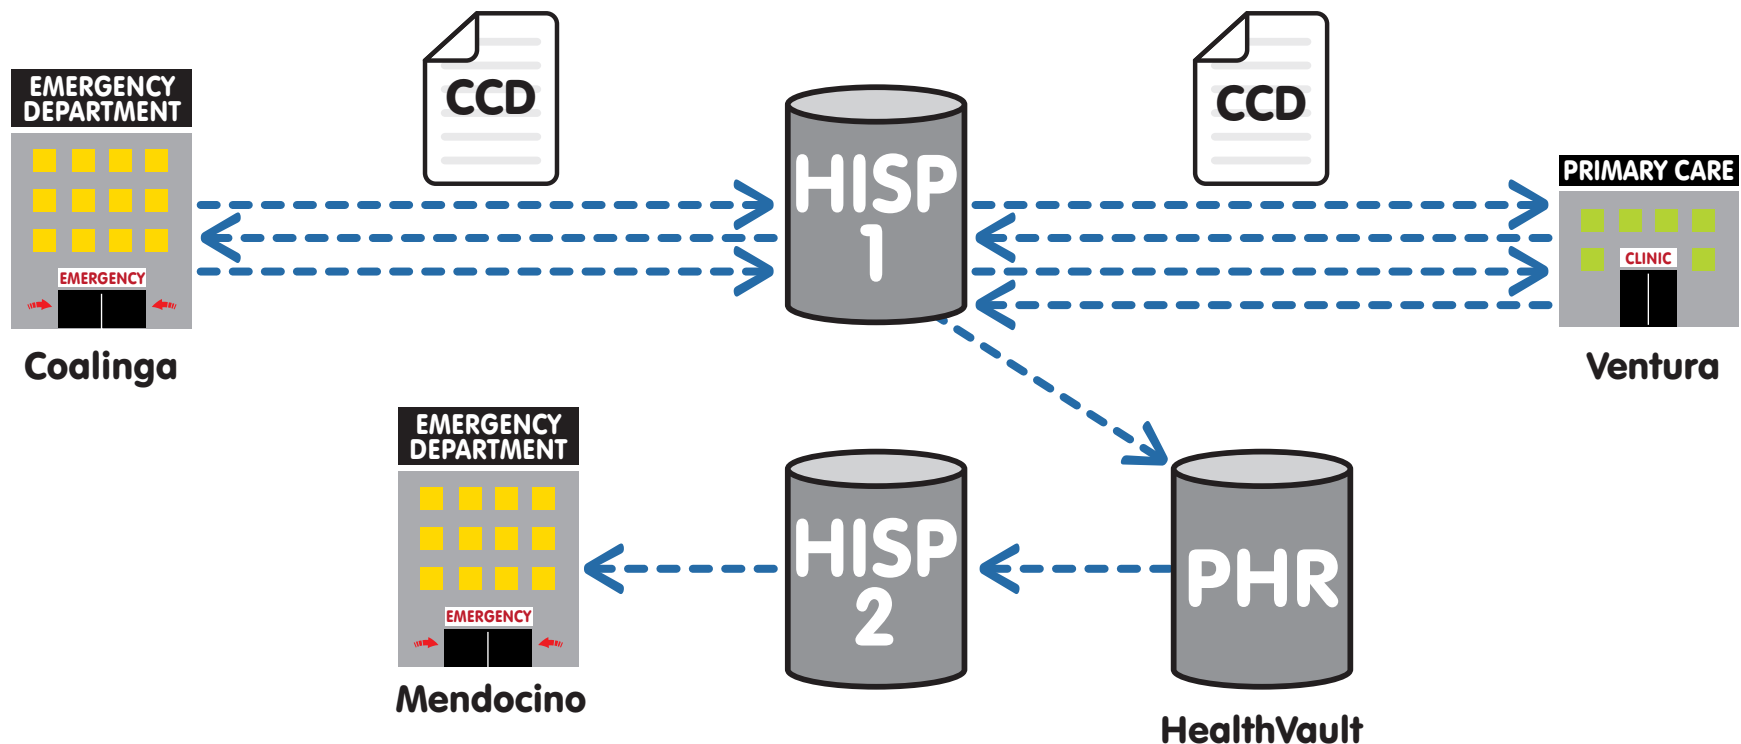 CCD
CCD
EMERGENCY
DEPARTMENT
HISP
1
PRIMARY CARE
EMERGENCY
CLINIC
Coalinga
Ventura
EMERGENCY
DEPARTMENT
HISP
2
PHR
EMERGENCY
Mendocino
HealthVault